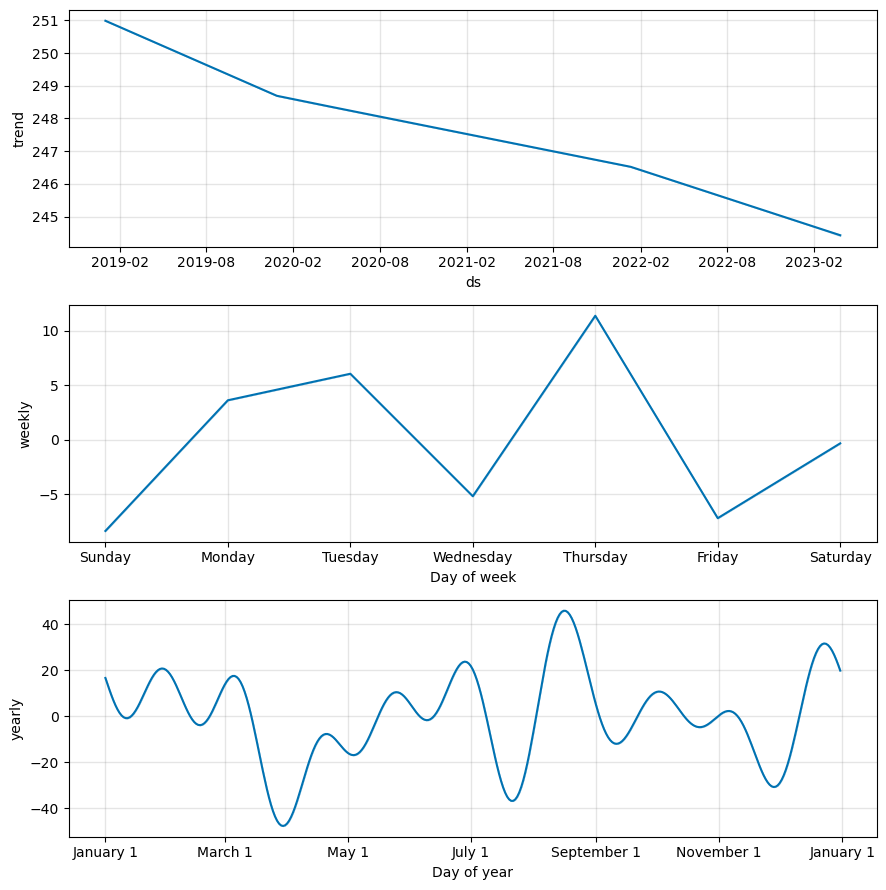 251
250
249
248
247
246
245
trend
2019-02 2019-08 2020-02 2020-08 2021-02 2021-08 2022-02 2022-08 2023-02
ds
10
5
0
−5
weekly
Sunday Monday Tuesday Wednesday Thursday Friday Saturday
Day of week
40
20
0
−20
−40
yearly
January 1 March 1 May 1 July 1 September 1 November 1 January 1
Day of year